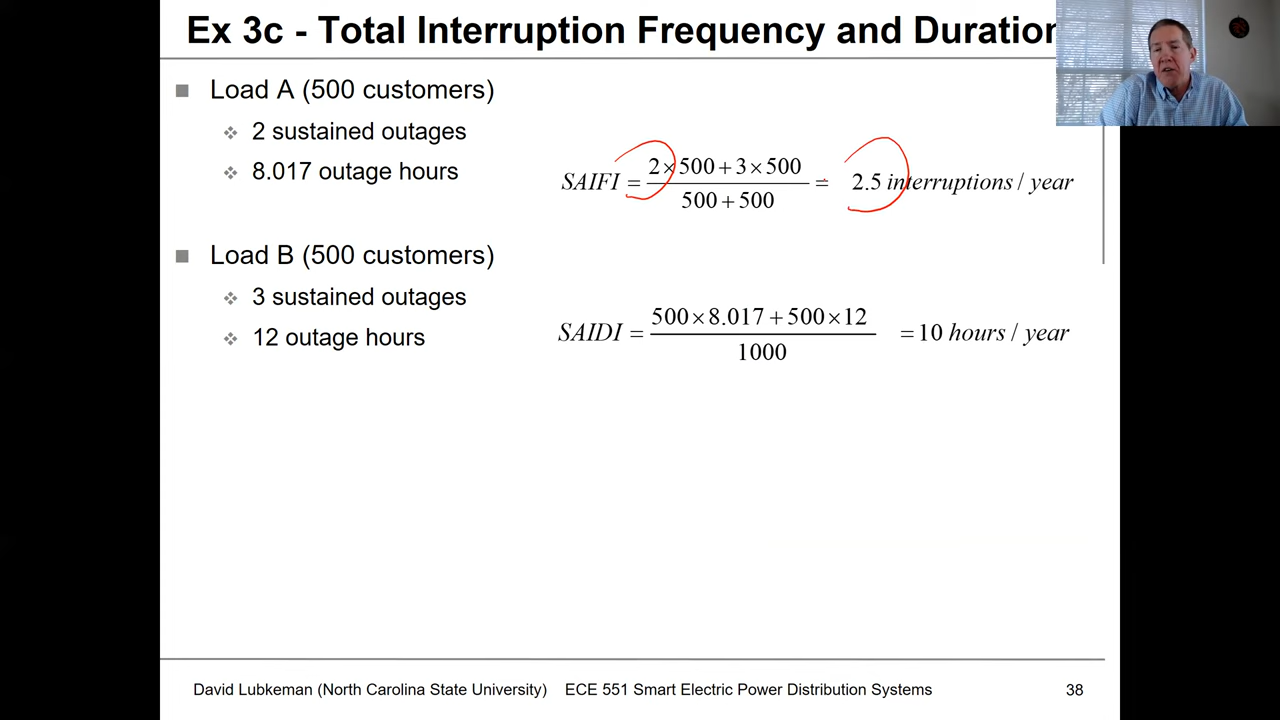 Ex 3c - Total Interruption Frequency and Duration
Load A (500 customers)
2 sustained outages
8.017 outage hours
SAIFI = (2×500+3×500)/(500+500) = 2.5 interruptions / year
Load B (500 customers)
3 sustained outages
12 outage hours
SAIDI = (500×8.017+500×12)/1000 =10 hours / year
David Lubkeman (North Carolina State University) ECE 551 Smart Electric Power Distribution Systems 38